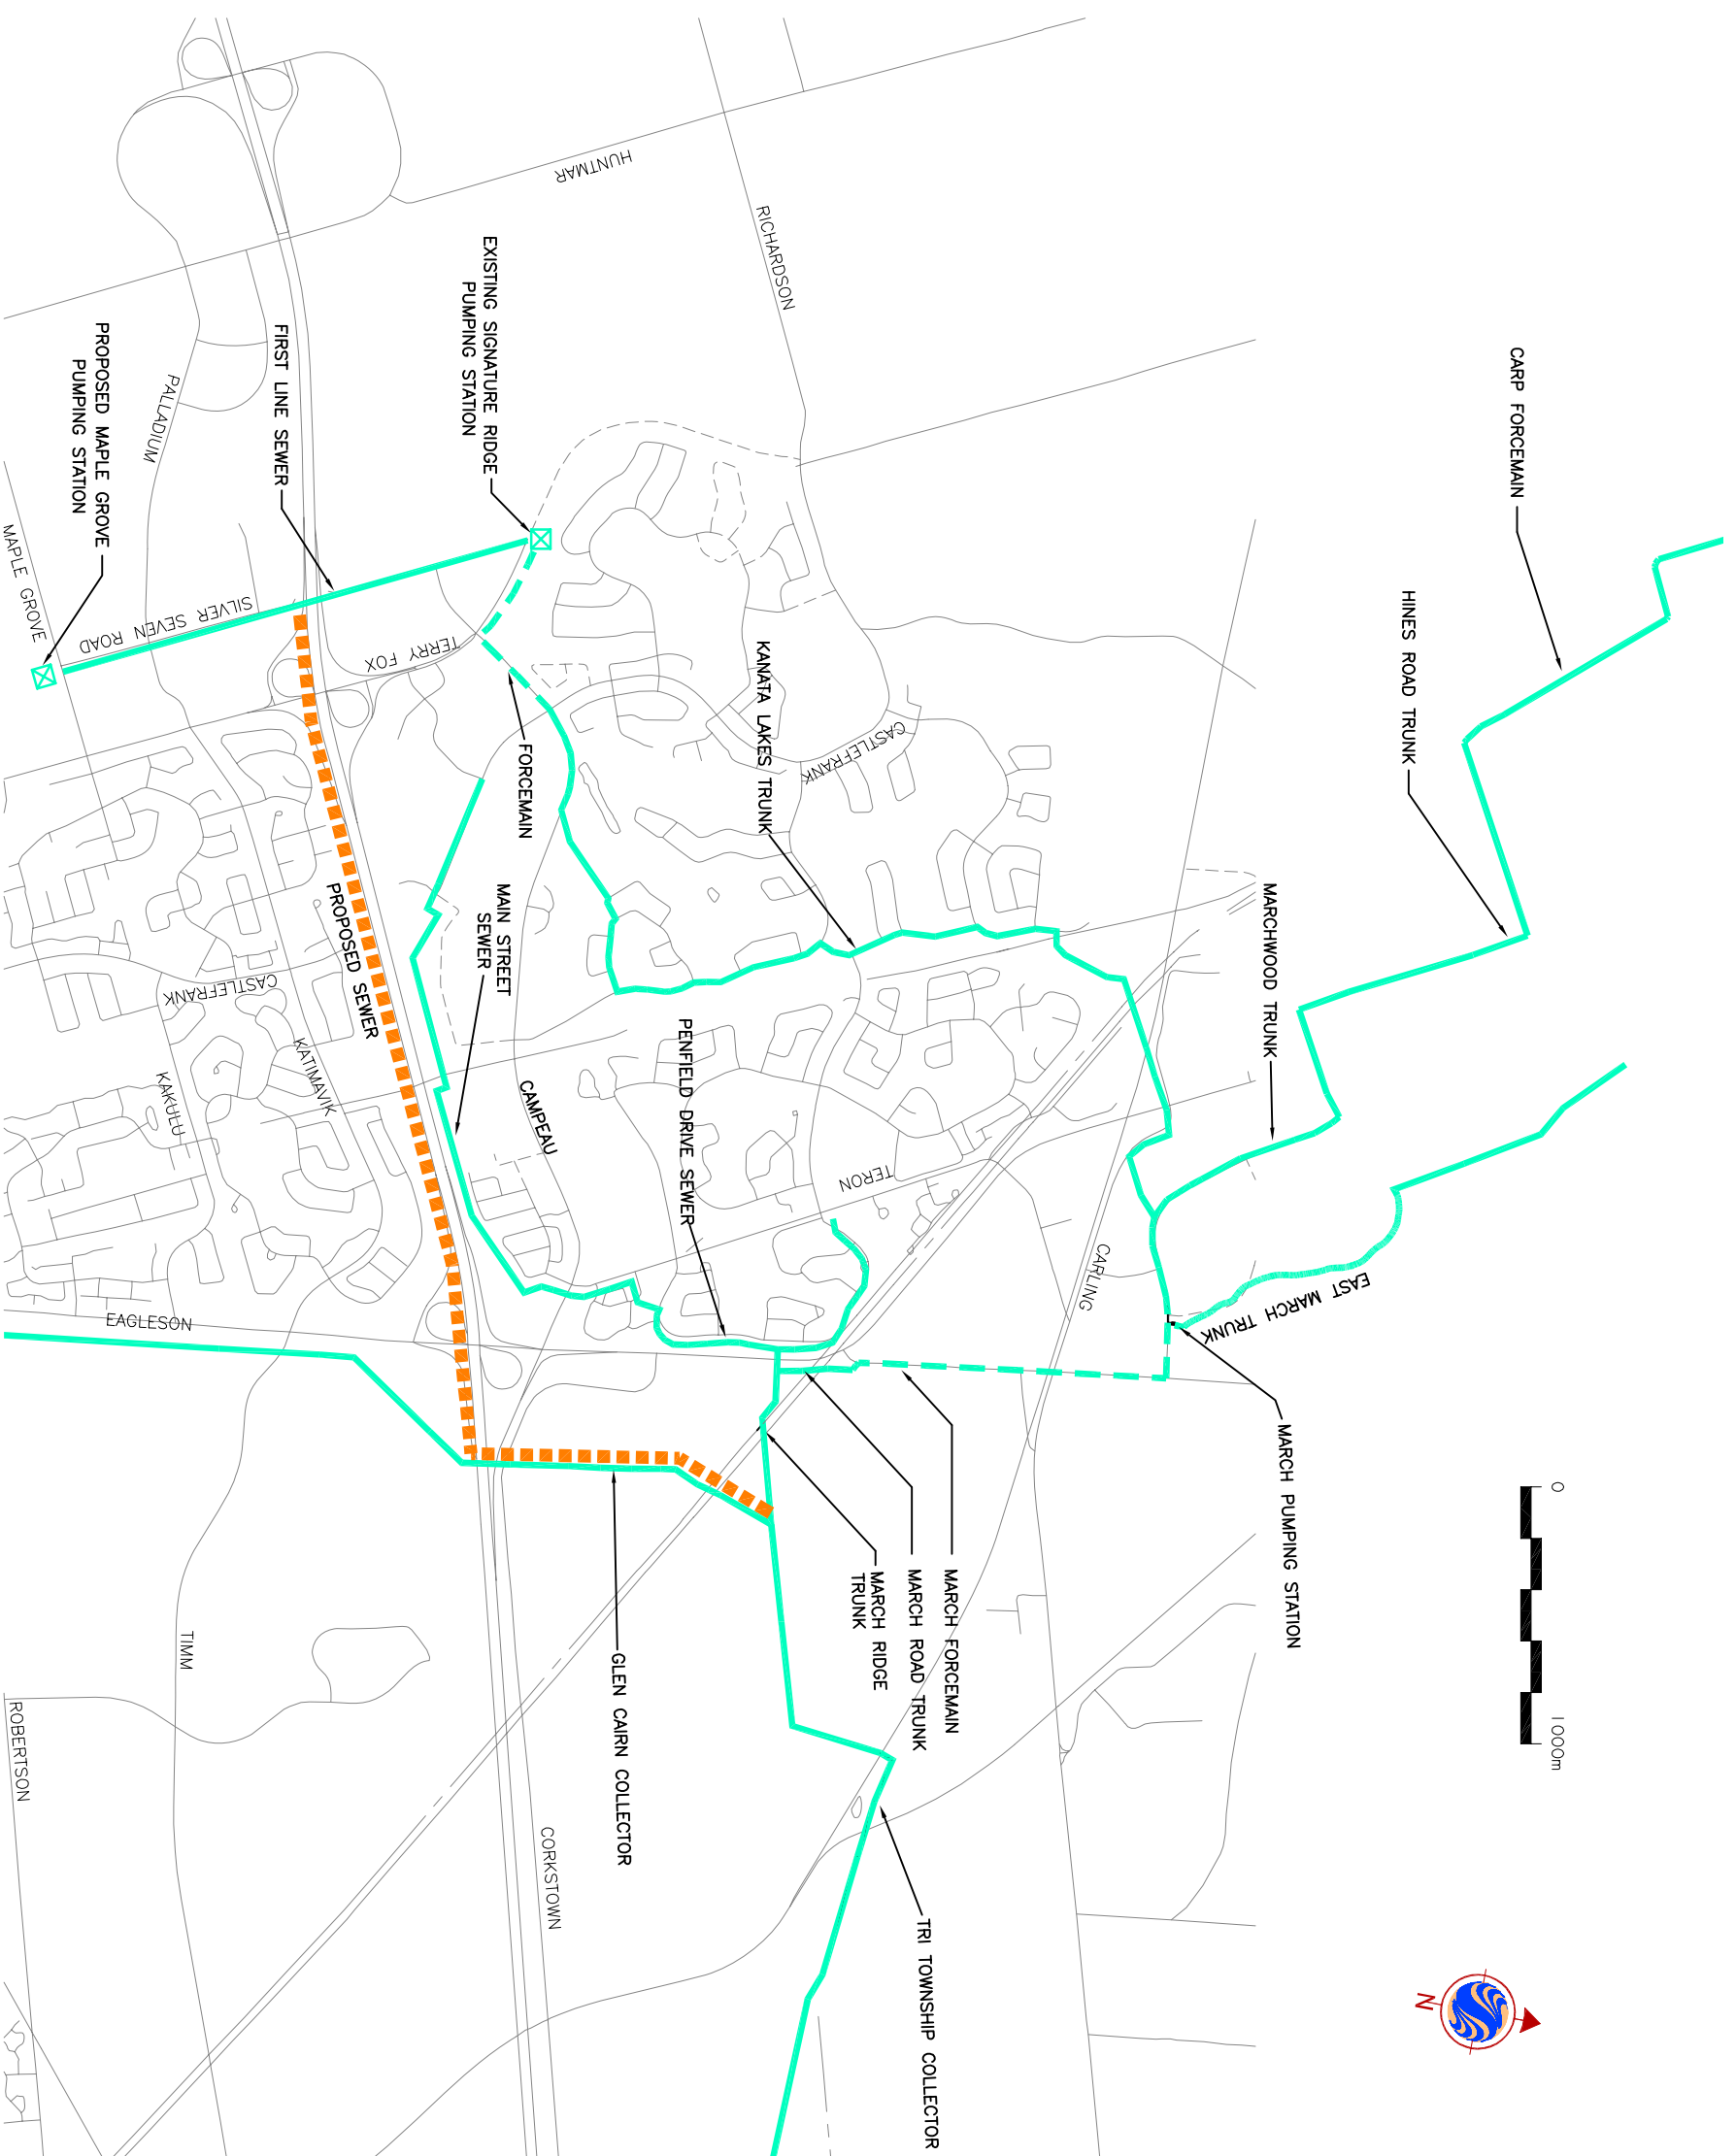 CARP FORCEMAIN
HINES ROAD TRUNK
MARCHWOOD TRUNK
EAST MARCH TRUNK
MARCH PUMPING STATION
0
1000m
N
HUNTMAR
RICHARDSON
EXISTING SIGNATURE RIDGE
PUMPING STATION
FIRST LINE SEWER
PROPOSED MAPLE GROVE
PUMPING STATION
PALLADIUM
MAPLE GROVE
SILVER SEVEN ROAD
TERRY FOX
FORCEMAIN
KANATA LAKES TRUNK
CASTLEFRANK
MAIN STREET
SEWER
PROPOSED SEWER
CASTLEFRANK
KATIMAVIK
KAKULU
CAMPEAU
PENFIELD DRIVE SEWER
TERON
CARLING
EAGLESON
MARCH FORCEMAIN
MARCH ROAD TRUNK
MARCH RIDGE
TRUNK
GLEN CAIRN COLLECTOR
TIMM
ROBERTSON
CORKSTOWN
TRI TOWNSHIP COLLECTOR